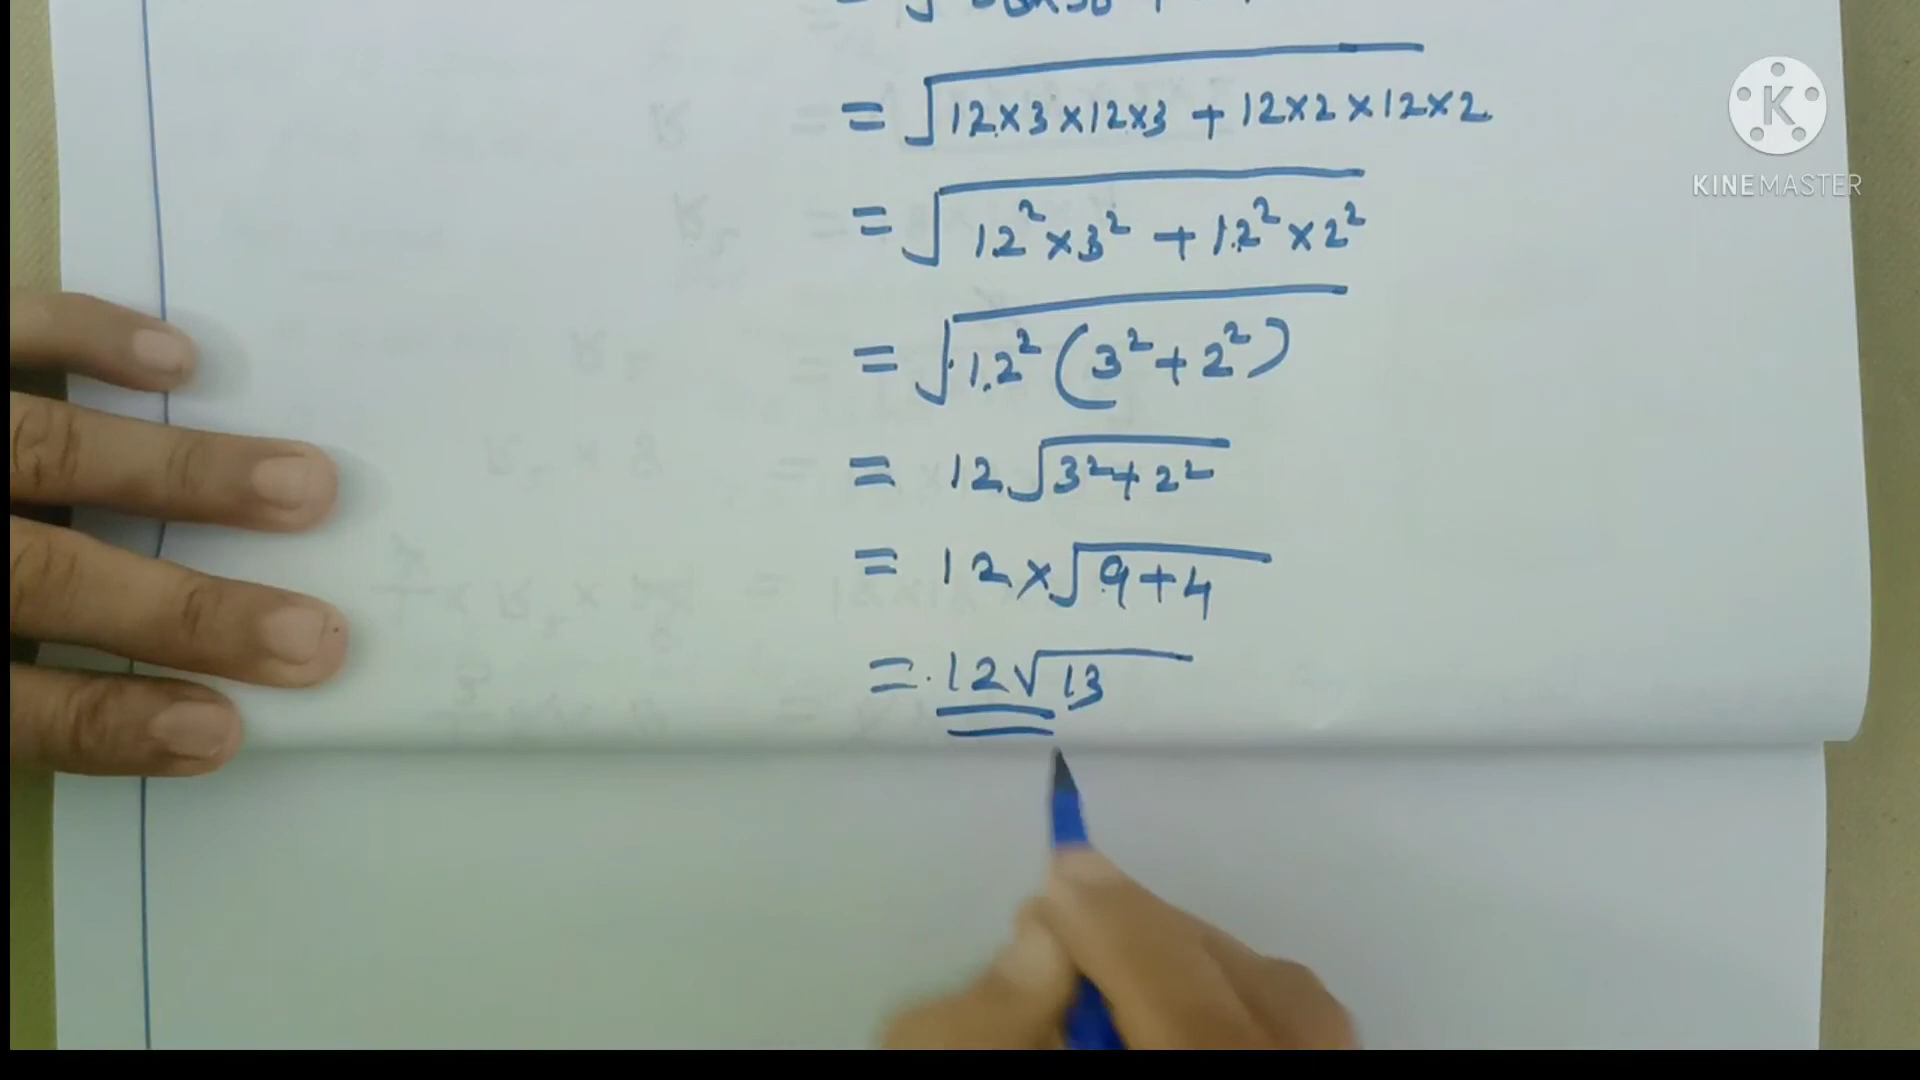 = √12×3×12×3 + 12×2×12×2
= √12²×3² + 12²×2²
= √12²(3²+2²)
= 12√3²+2²
= 12×√9+4
= 12√13
K
KINEMASTER